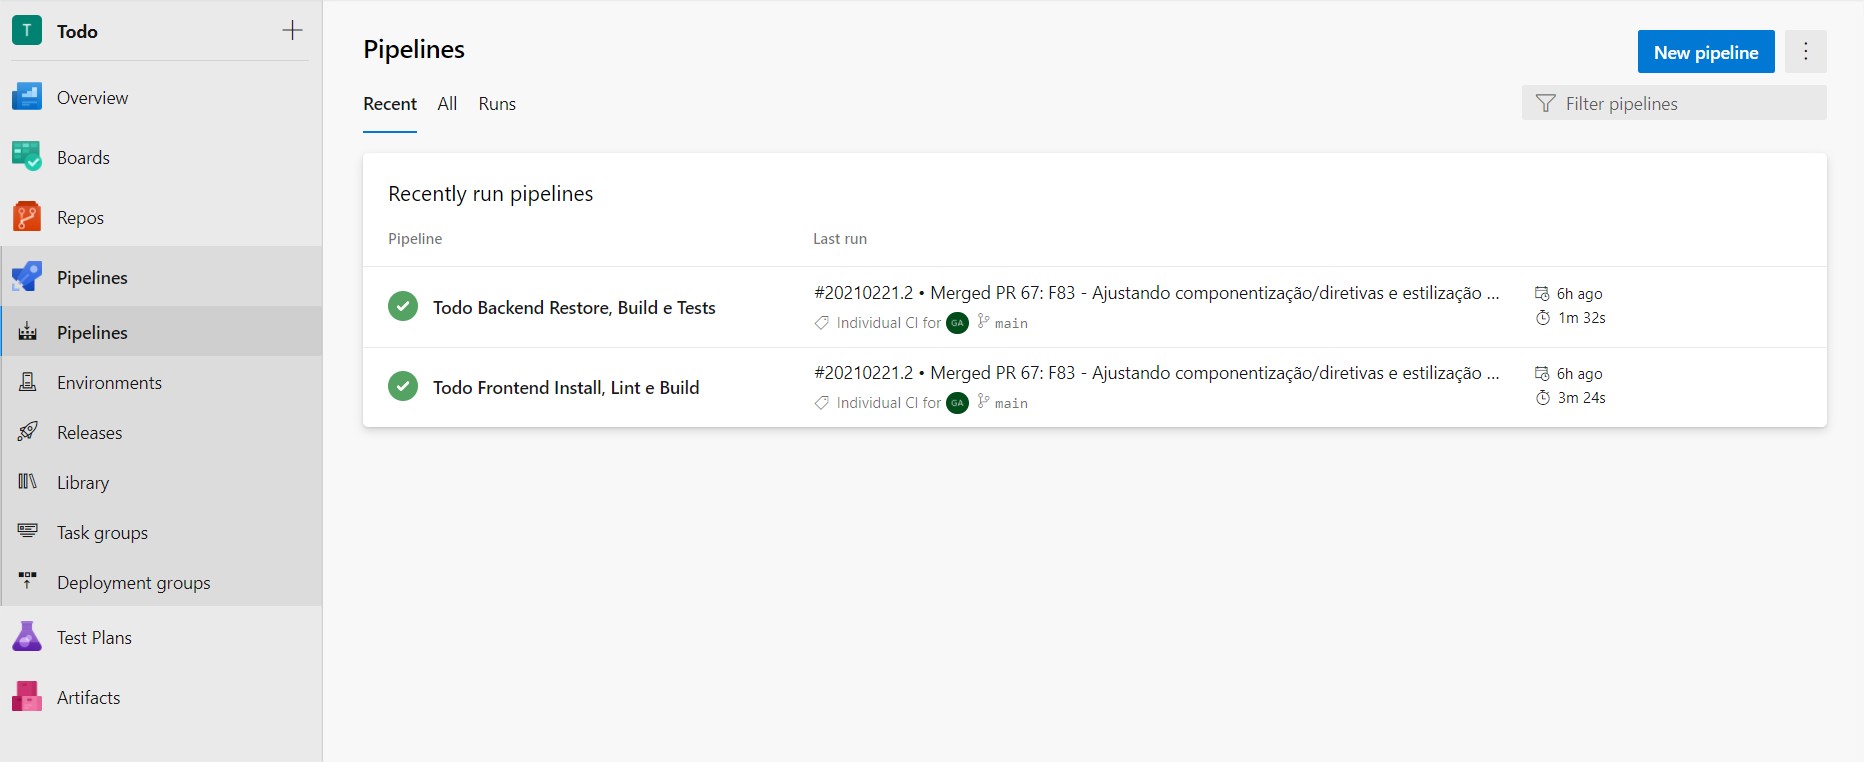 T Todo
Overview
Boards
Repos
Pipelines
Pipelines
Environments
Releases
Library
Task groups
Deployment groups
Test Plans
Artifacts
Pipelines
New pipeline
Recent All Runs
Filter pipelines
Recently run pipelines
Pipeline Last run
Todo Backend Restore, Build e Tests
#20210221.2 • Merged PR 67: F83 - Ajustando componentização/diretivas e estilização ...
Individual CI for GA main
6h ago
1m 32s
Todo Frontend Install, Lint e Build
#20210221.2 • Merged PR 67: F83 - Ajustando componentização/diretivas e estilização ...
Individual CI for GA main
6h ago
3m 24s